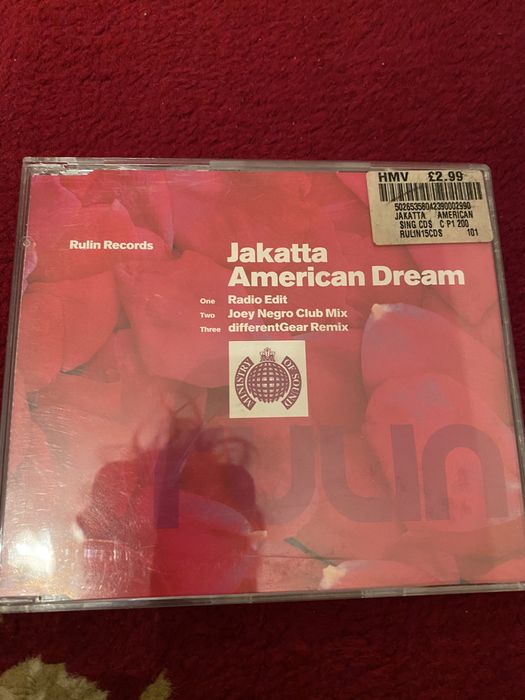 HMV £2.99
50265358042390002990
JAKATTA AMERICAN
SING CD$ C P1 200
RULIN15CDS 101
Rulin Records
Jakatta
American Dream
One Radio Edit
Two Joey Negro Club Mix
Three differentGear Remix
MINISTRY OF SOUND
rulin